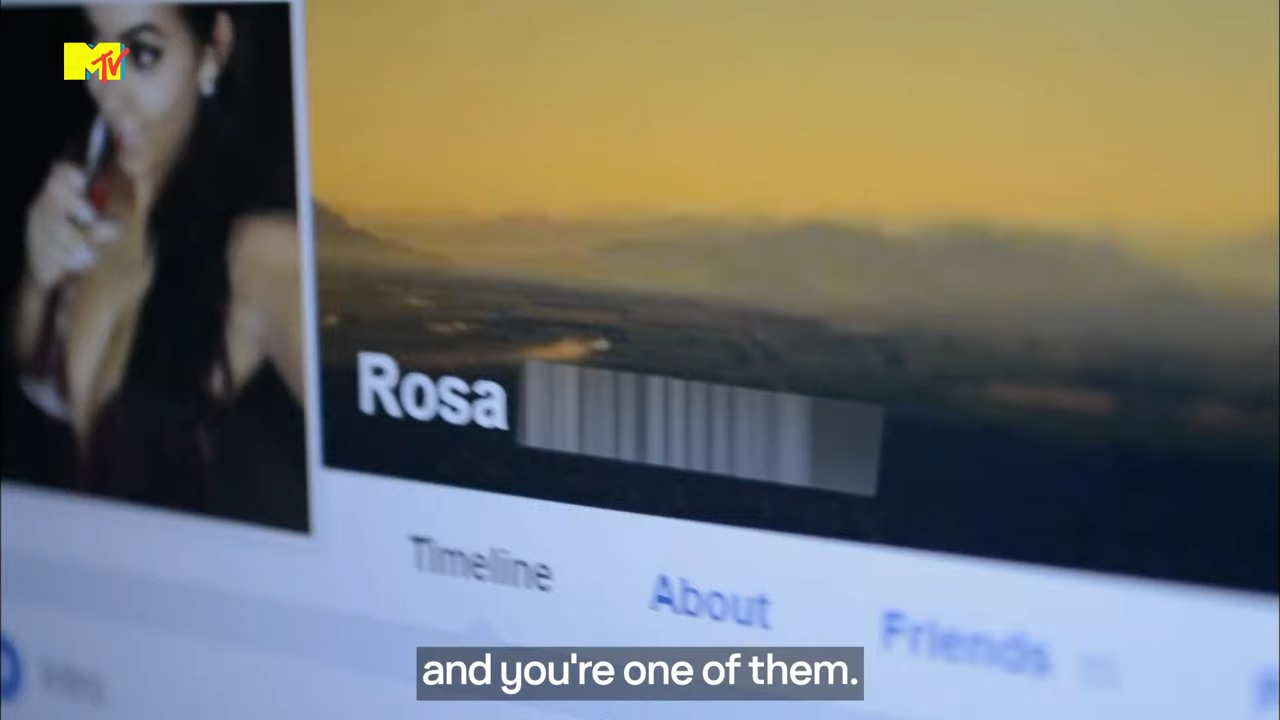 MTV
Rosa
Timeline
About
Friends
and you're one of them.